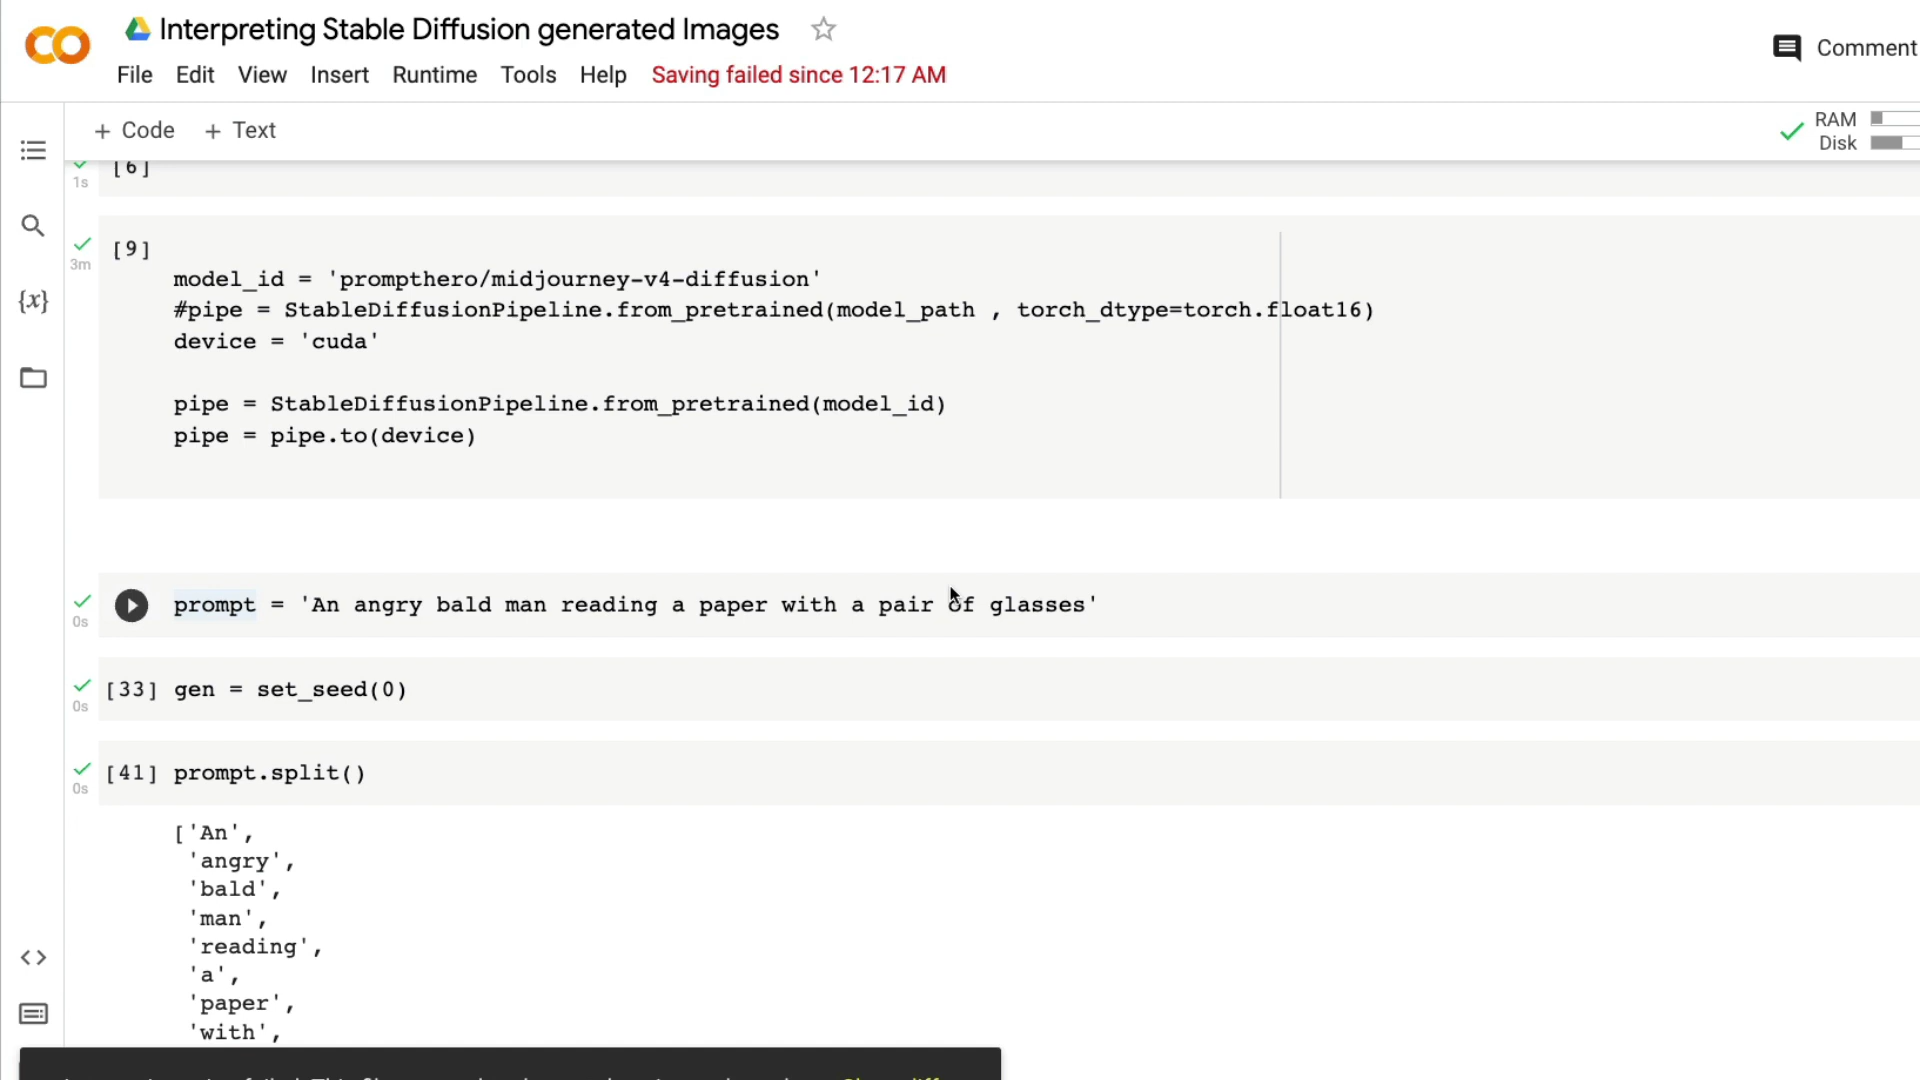 Interpreting Stable Diffusion generated Images
File Edit View Insert Runtime Tools Help Saving failed since 12:17 AM
Comment
+ Code + Text
RAM
Disk
[6]
1s
[9]
3m
model_id = 'prompthero/midjourney-v4-diffusion'
#pipe = StableDiffusionPipeline.from_pretrained(model_path , torch_dtype=torch.float16)
device = 'cuda'
pipe = StableDiffusionPipeline.from_pretrained(model_id)
pipe = pipe.to(device)
prompt = 'An angry bald man reading a paper with a pair of glasses'
0s
[33] gen = set_seed(0)
0s
[41] prompt.split()
0s
['An',
'angry',
'bald',
'man',
'reading',
'a',
'paper',
'with',